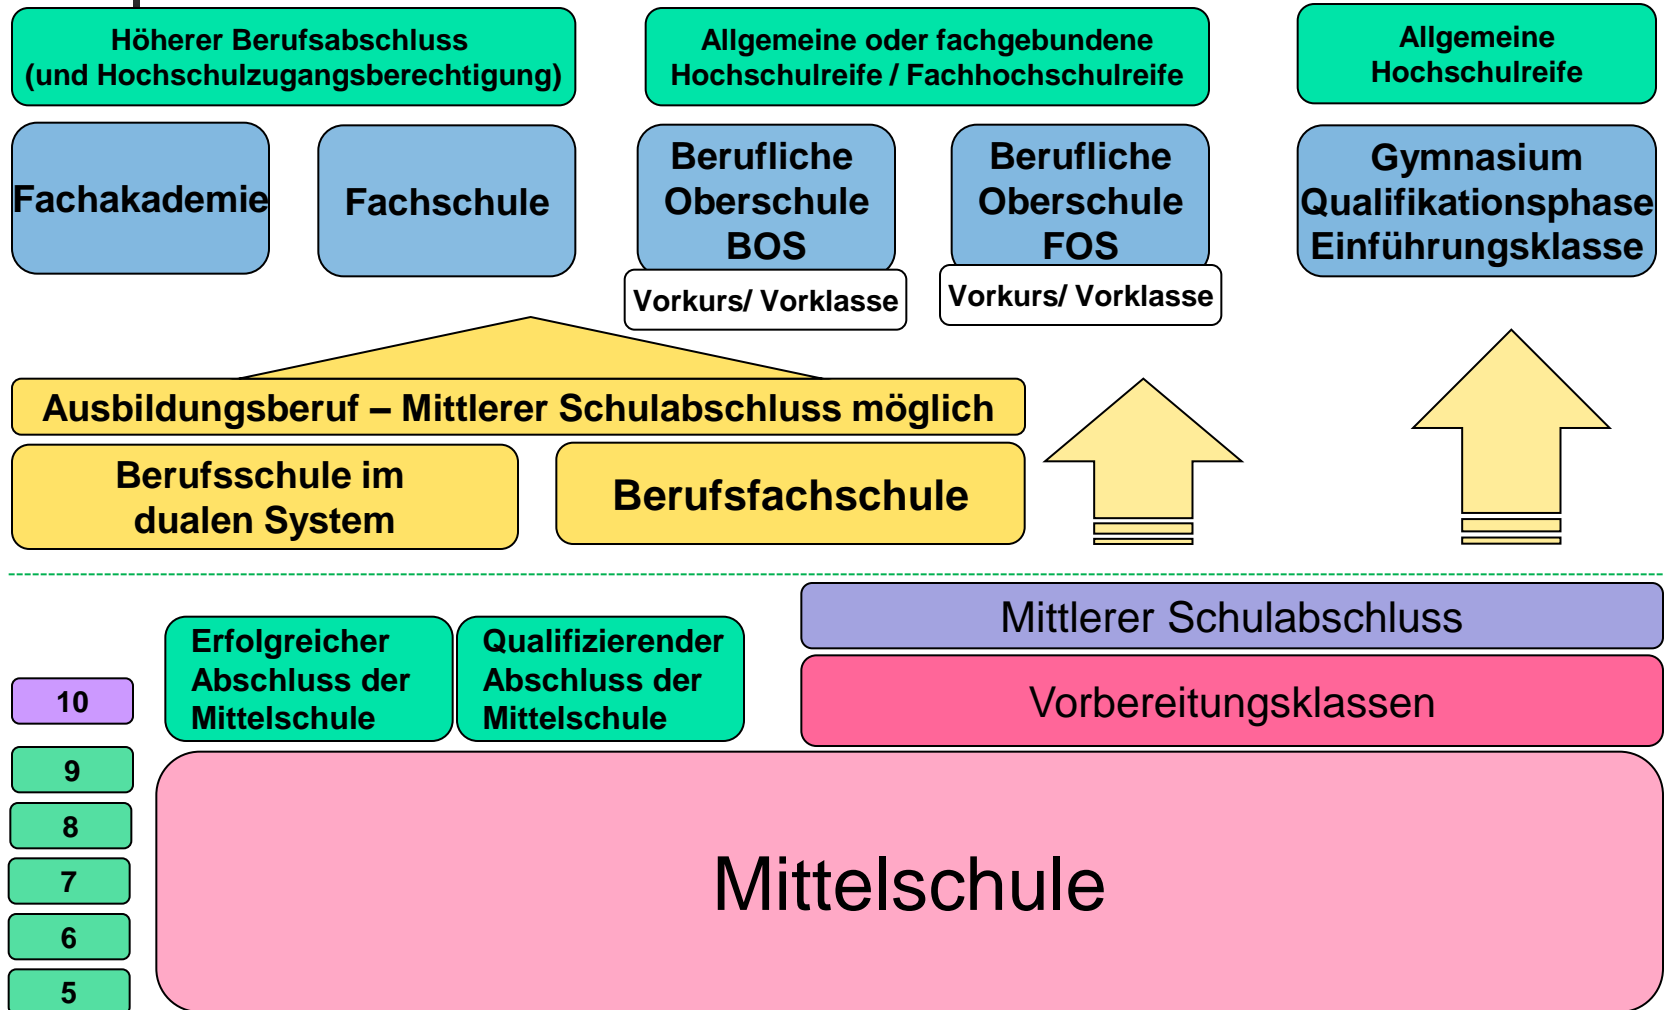 Höherer Berufsabschluss
(und Hochschulzugangsberechtigung)
Allgemeine oder fachgebundene
Hochschulreife / Fachhochschulreife
Allgemeine
Hochschulreife
Fachakademie
Fachschule
Berufliche
Oberschule
BOS
Vorkurs/ Vorklasse
Berufliche
Oberschule
FOS
Vorkurs/ Vorklasse
Gymnasium
Qualifikationsphase
Einführungsklasse
Ausbildungsberuf – Mittlerer Schulabschluss möglich
Berufsschule im
dualen System
Berufsfachschule
Mittlerer Schulabschluss
Erfolgreicher
Abschluss der
Mittelschule
Qualifizierender
Abschluss der
Mittelschule
Vorbereitungsklassen
10
9
8
7
6
5
Mittelschule